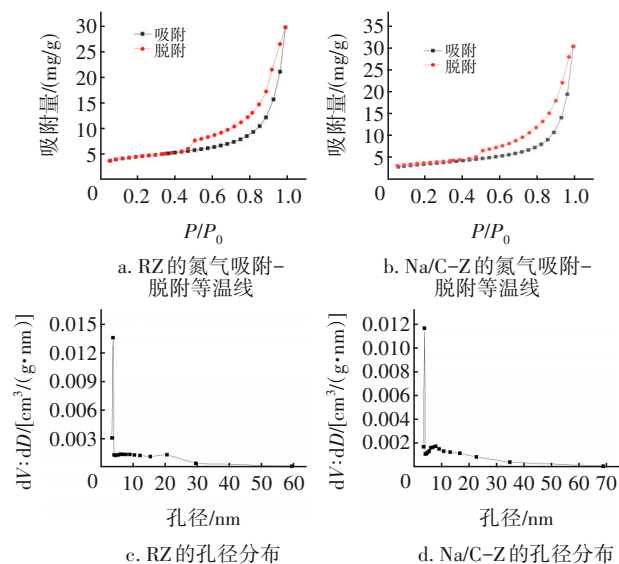 30
25
20
15
10
5
0
吸附量/(mg/g)
吸附
脱附
0.2 0.4 0.6 0.8 1.0
P/P₀
a. RZ的氮气吸附–
脱附等温线
35
30
25
20
15
10
5
0
吸附量/(mg/g)
吸附
脱附
0.2 0.4 0.6 0.8 1.0
P/P₀
b. Na/C–Z的氮气吸附–
脱附等温线
0.015
0.012
0.009
0.006
0.003
0
dV:dD/[cm³/(g•nm)]
10 20 30 40 50 60
孔径/nm
c. RZ的孔径分布
0.012
0.010
0.008
0.006
0.004
0.002
0
dV:dD/[cm³/(g•nm)]
10 20 30 40 50 60 70
孔径/nm
d. Na/C–Z的孔径分布